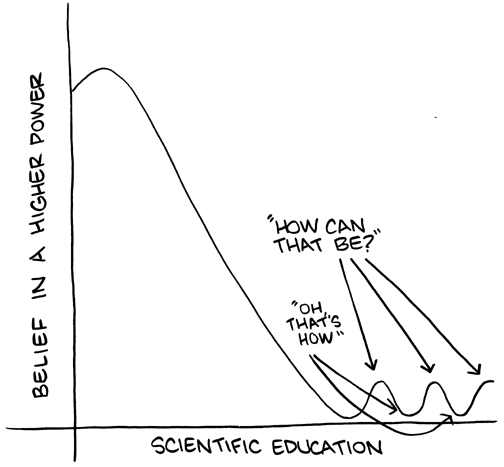 BELIEF IN A HIGHER POWER
"HOW CAN
THAT BE?"
"OH,
THAT'S
HOW"
SCIENTIFIC EDUCATION